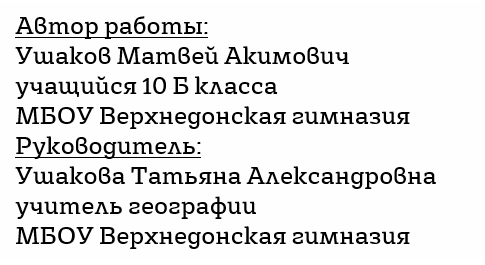 Автор работы:
Ушаков Матвей Акимович
учащийся 10 Б класса
МБОУ Верхнедонская гимназия
Руководитель:
Ушакова Татьяна Александровна
учитель географии
МБОУ Верхнедонская гимназия